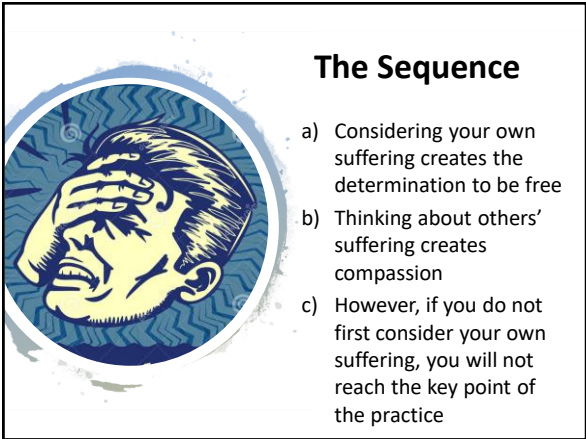 The Sequence
a) Considering your own
suffering creates the
determination to be free
b) Thinking about others’
suffering creates
compassion
c) However, if you do not
first consider your own
suffering, you will not
reach the key point of
the practice